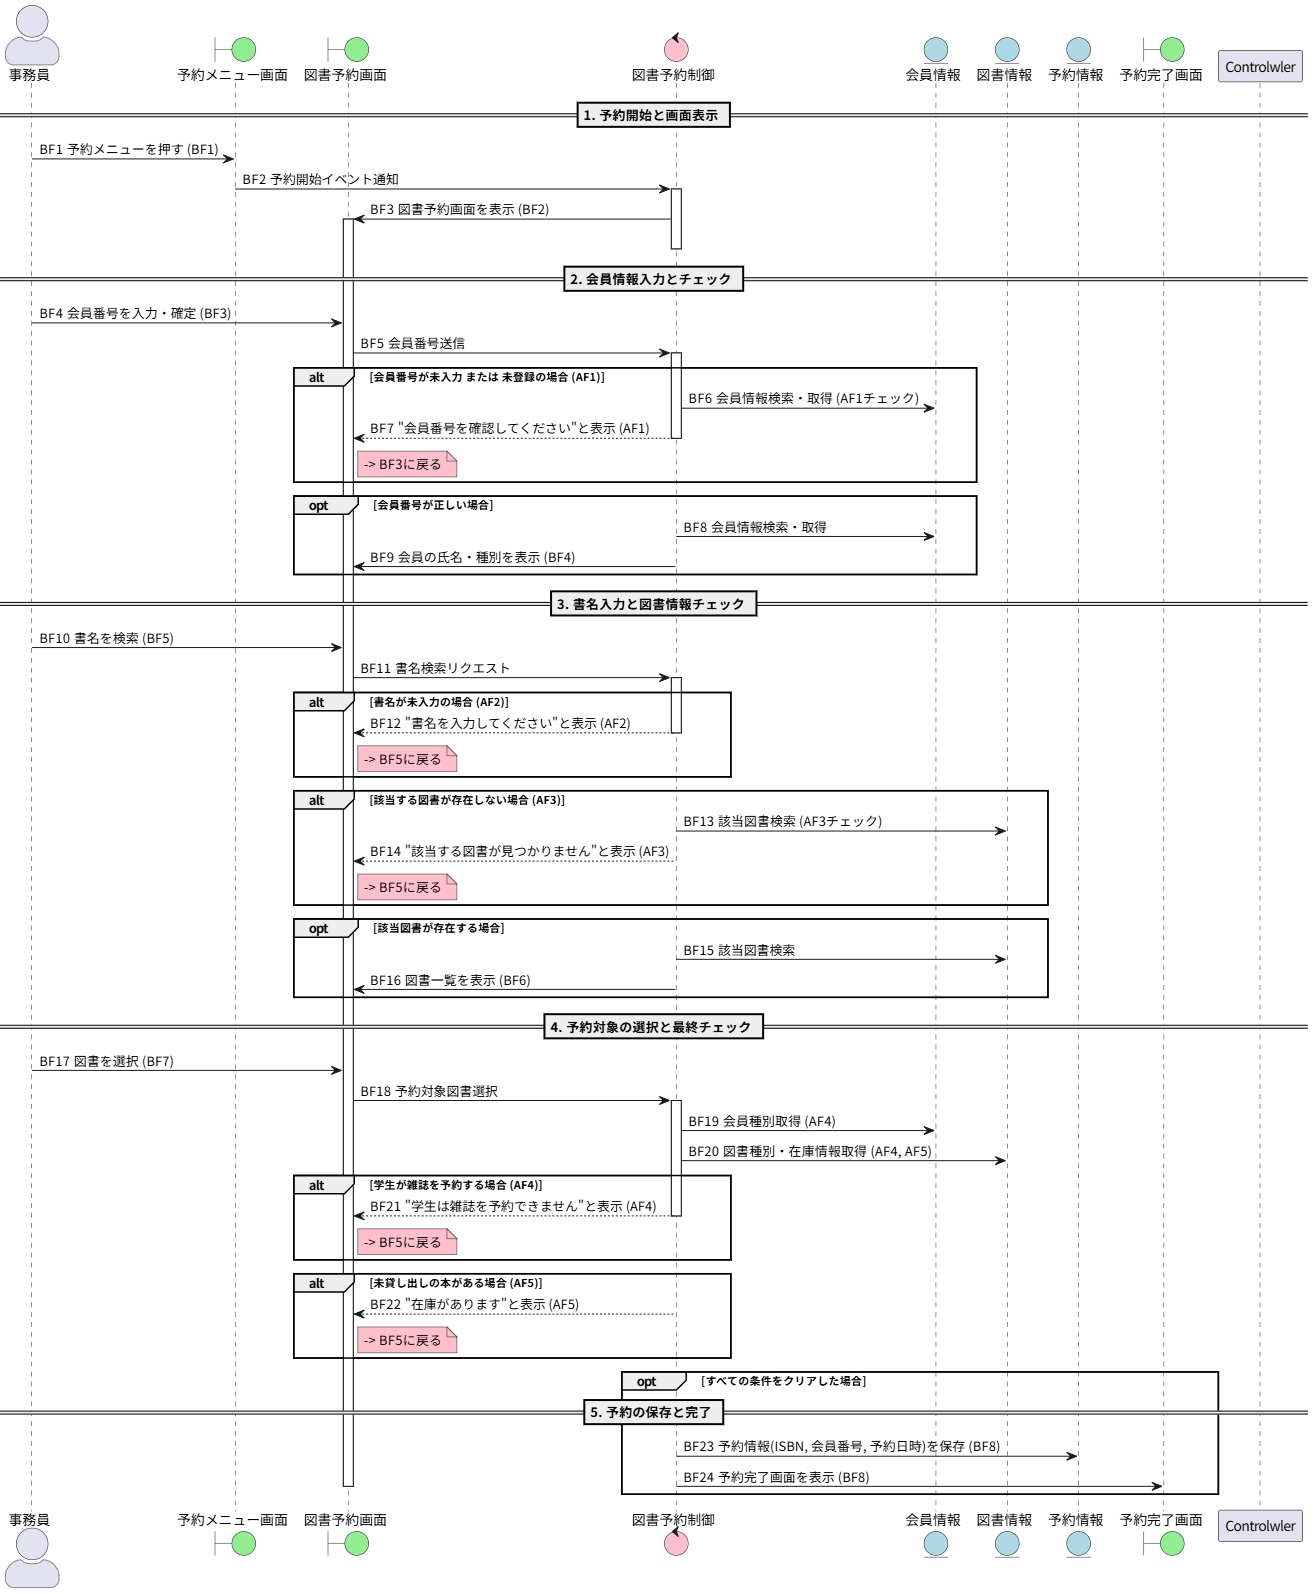 事務員
予約メニュー画面
図書予約画面
図書予約制御
会員情報
図書情報
予約情報
予約完了画面
Controlwler
1. 予約開始と画面表示
BF1 予約メニューを押す (BF1)
BF2 予約開始イベント通知
BF3 図書予約画面を表示 (BF2)
2. 会員情報入力とチェック
BF4 会員番号を入力・確定 (BF3)
BF5 会員番号送信
alt [会員番号が未入力 または 未登録の場合 (AF1)]
BF6 会員情報検索・取得 (AF1チェック)
BF7 "会員番号を確認してください"と表示 (AF1)
-> BF3に戻る
opt [会員番号が正しい場合]
BF8 会員情報検索・取得
BF9 会員の氏名・種別を表示 (BF4)
3. 書名入力と図書情報チェック
BF10 書名を検索 (BF5)
BF11 書名検索リクエスト
alt [書名が未入力の場合 (AF2)]
BF12 "書名を入力してください"と表示 (AF2)
-> BF5に戻る
alt [該当する図書が存在しない場合 (AF3)]
BF13 該当図書検索 (AF3チェック)
BF14 "該当する図書が見つかりません"と表示 (AF3)
-> BF5に戻る
opt [該当図書が存在する場合]
BF15 該当図書検索
BF16 図書一覧を表示 (BF6)
4. 予約対象の選択と最終チェック
BF17 図書を選択 (BF7)
BF18 予約対象図書選択
BF19 会員種別取得 (AF4)
BF20 図書種別・在庫情報取得 (AF4, AF5)
alt [学生が雑誌を予約する場合 (AF4)]
BF21 "学生は雑誌を予約できません"と表示 (AF4)
-> BF5に戻る
alt [未貸し出しの本がある場合 (AF5)]
BF22 "在庫があります"と表示 (AF5)
-> BF5に戻る
opt [すべての条件をクリアした場合]
5. 予約の保存と完了
BF23 予約情報(ISBN, 会員番号, 予約日時)を保存 (BF8)
BF24 予約完了画面を表示 (BF8)
事務員
予約メニュー画面
図書予約画面
図書予約制御
会員情報
図書情報
予約情報
予約完了画面
Controlwler